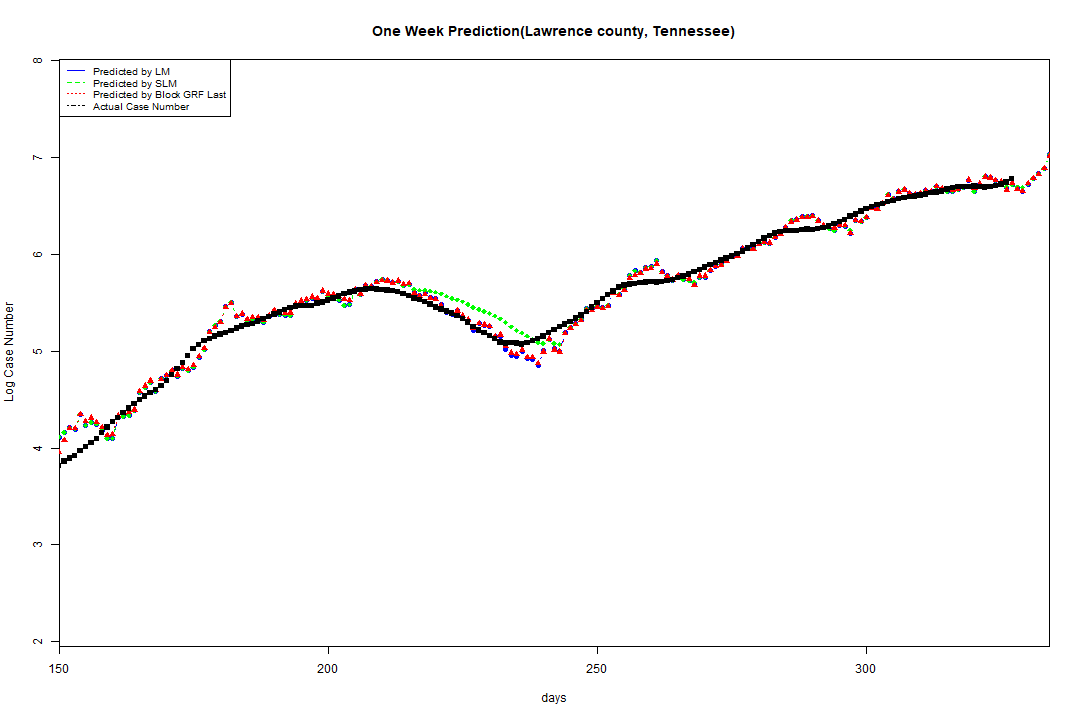 One Week Prediction(Lawrence county, Tennessee)
Predicted by LM
Predicted by SLM
Predicted by Block GRF Last
Actual Case Number
8
7
6
5
4
3
2
Log Case Number
150
200
250
300
days